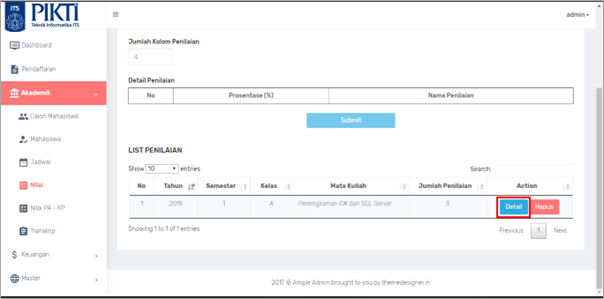 ITS
PIKTI
Teknik Informatika ITS
admin
Dashboard
Pendaftaran
Akademik
Calon Mahasiswa
Mahasiswa
Jadwal
Nilai
Nilai PA - KP
Transkrip
Keuangan
Master
Jumlah Kolom Penilaian
4
Detail Penilaian
No Prosentase (%) Nama Penilaian
Submit
LIST PENILAIAN
Show 10 entries
Search:
No Tahun Semester Kelas Mata Kuliah Jumlah Penilaian Action
1 2019 1 A Pemrograman C# dan SQL Server 3 Detail Hapus
Showing 1 to 1 of 1 entries
Previous 1 Next
2017 © Ample Admin brought to you by themedesigner.in